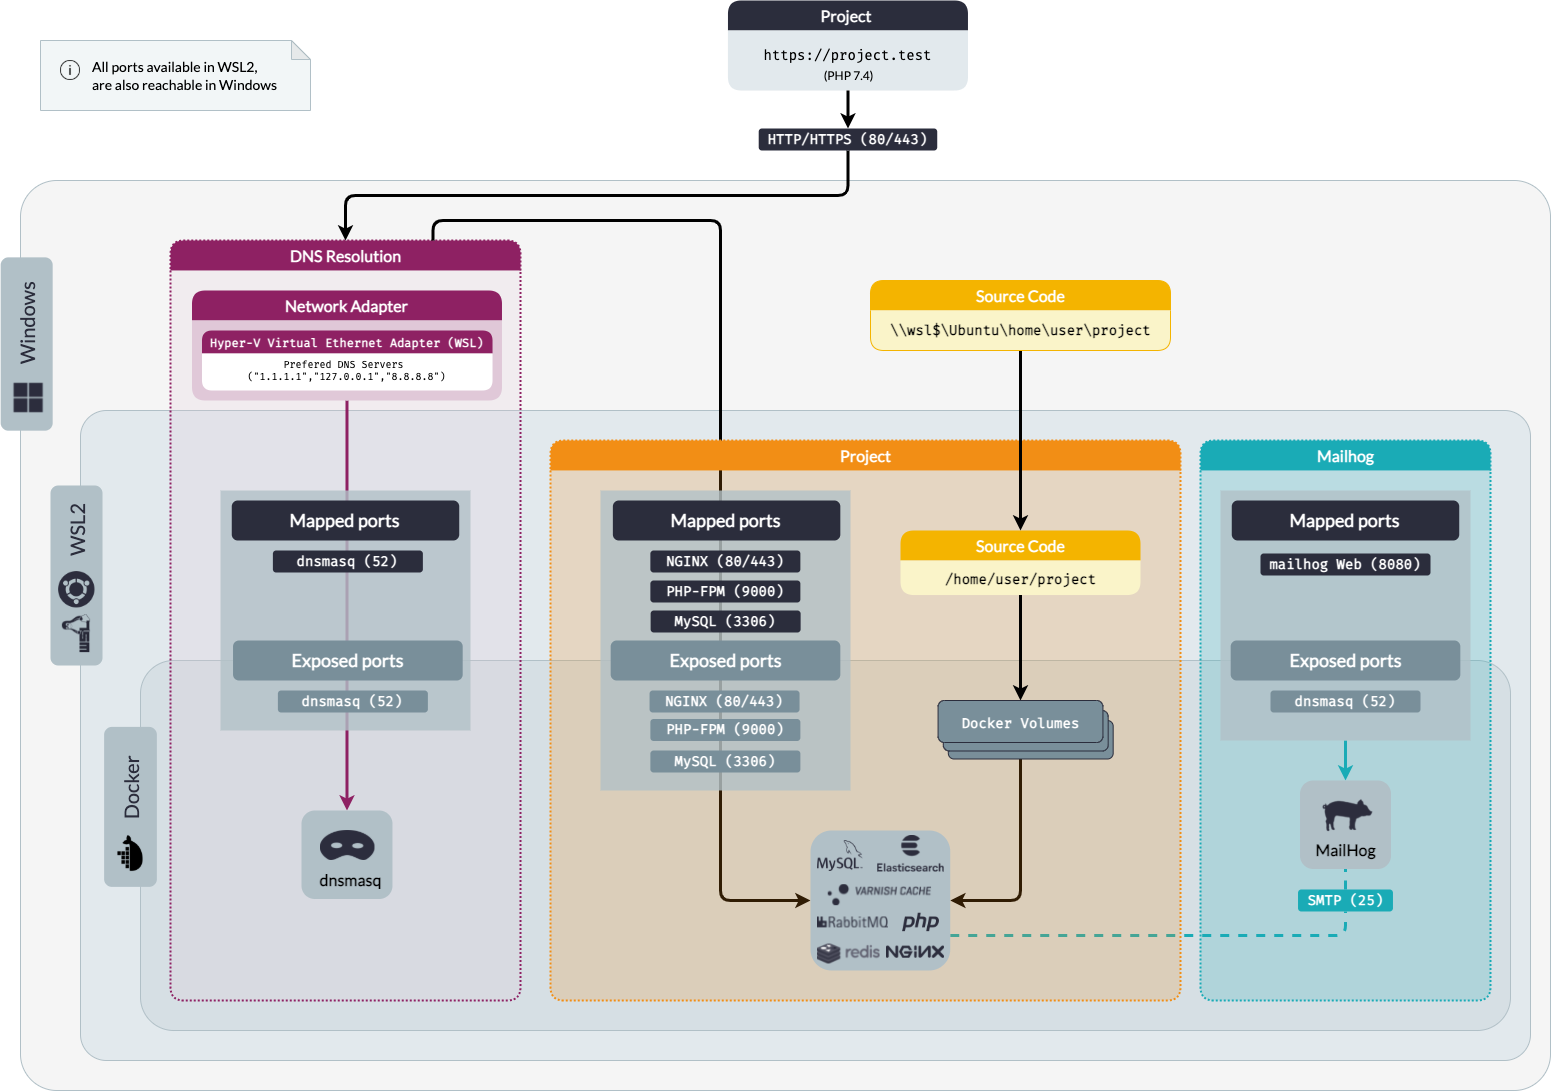 Project
https://project.test
(PHP 7.4)
All ports available in WSL2,
are also reachable in Windows
HTTP/HTTPS (80/443)
Windows
DNS Resolution
Network Adapter
Hyper-V Virtual Ethernet Adapter (WSL)
Prefered DNS Servers
("1.1.1.1","127.0.0.1","8.8.8.8")
Source Code
\\wsl$\Ubuntu\home\user\project
WSL2
WSL
Mapped ports
dnsmasq (52)
Exposed ports
dnsmasq (52)
Project
Mapped ports
NGINX (80/443)
PHP-FPM (9000)
MySQL (3306)
Exposed ports
NGINX (80/443)
PHP-FPM (9000)
MySQL (3306)
Source Code
/home/user/project
Docker Volumes
Mailhog
Mapped ports
mailhog Web (8080)
Exposed ports
dnsmasq (52)
Docker
dnsmasq
MySQL
Elasticsearch
VARNISH CACHE
RabbitMQ
php
redis
NGINX
MailHog
SMTP (25)